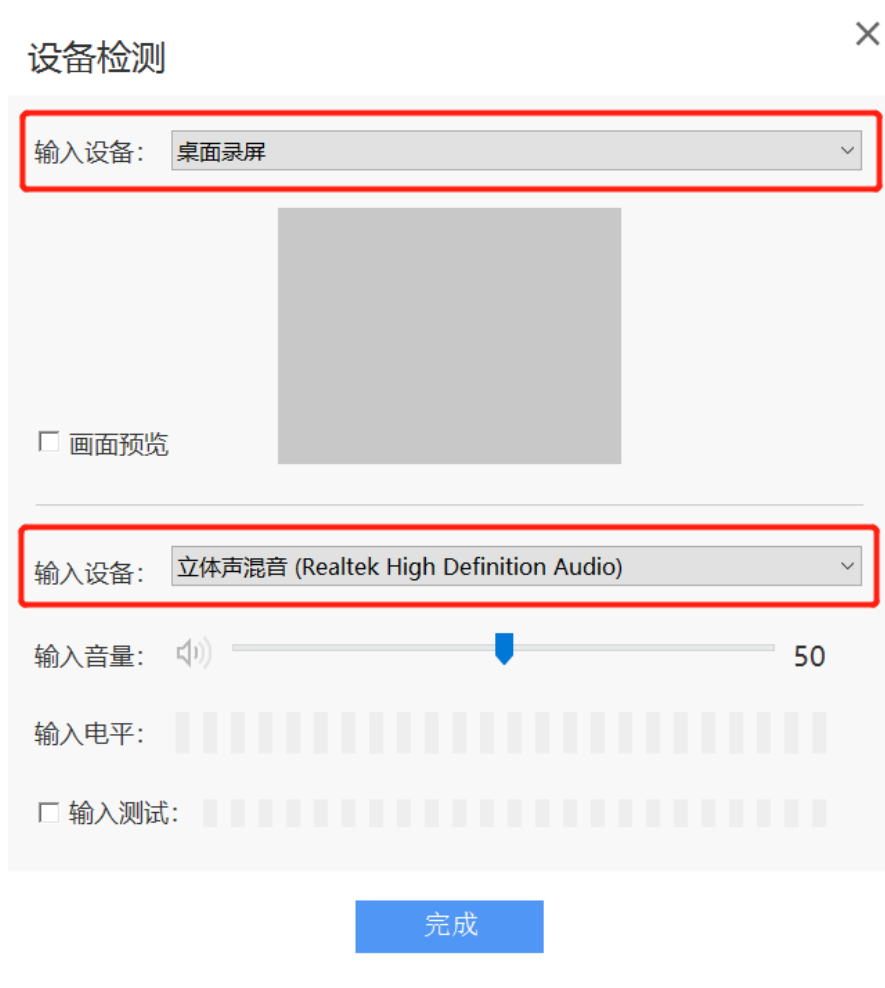 设备检测
输入设备： 桌面录屏
画面预览
输入设备： 立体声混音 (Realtek High Definition Audio)
输入音量： 50
输入电平：
输入测试：
完成